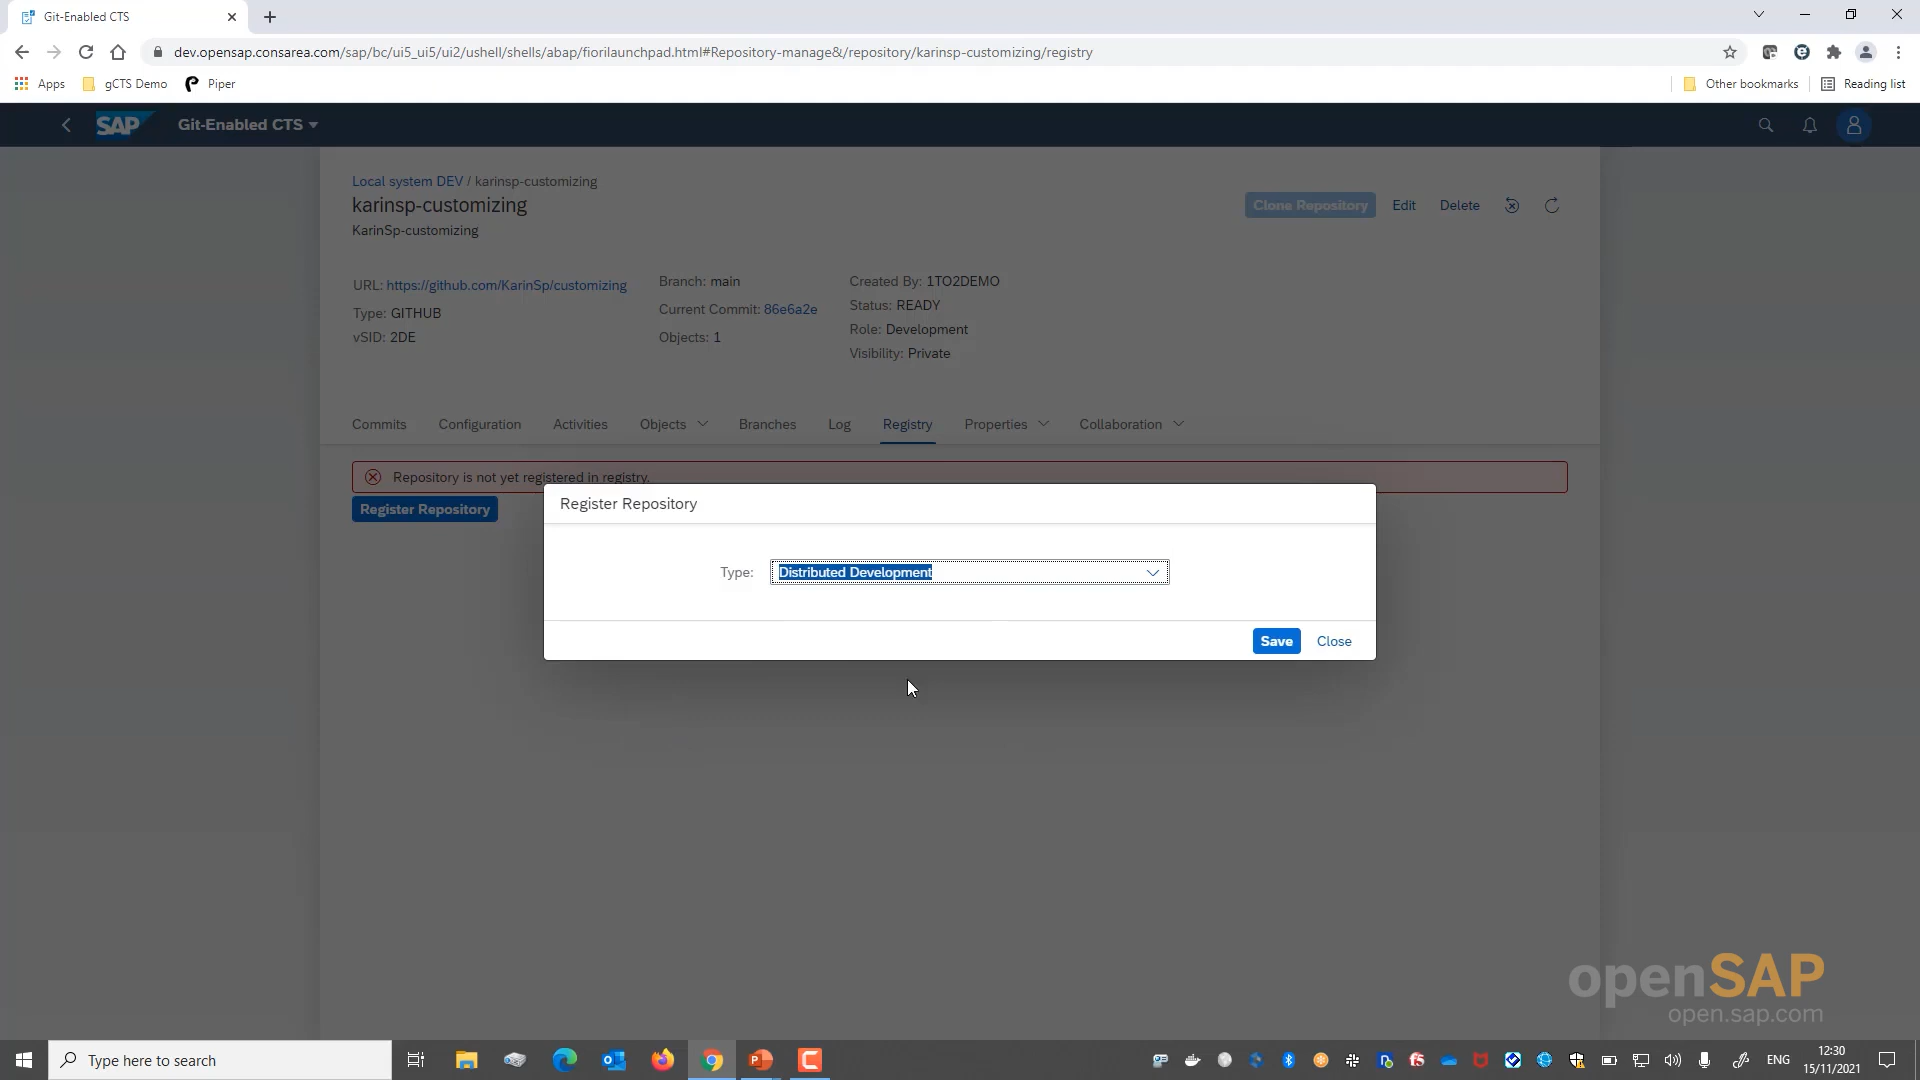 Git-Enabled CTS
dev.opensap.consarea.com/sap/bc/ui5_ui5/ui2/ushell/shells/abap/fiorilaunchpad.html#Repository-manage&/repository/karinsp-customizing/registry
Apps gCTS Demo Piper Other bookmarks Reading list
SAP Git-Enabled CTS
Local system DEV / karinsp-customizing
karinsp-customizing
Clone Repository Edit Delete
KarinSp-customizing
URL: https://github.com/KarinSp/customizing Branch: main Created By: 1TO2DEMO
Type: GITHUB Current Commit: 86e6a2e Status: READY
vSID: 2DE Objects: 1 Role: Development
Visibility: Private
Commits Configuration Activities Objects Branches Log Registry Properties Collaboration
Repository is not yet registered in registry.
Register Repository
Register Repository
Type: Distributed Development
Save Close
openSAP
open.sap.com
Type here to search
ENG
12:30
15/11/2021